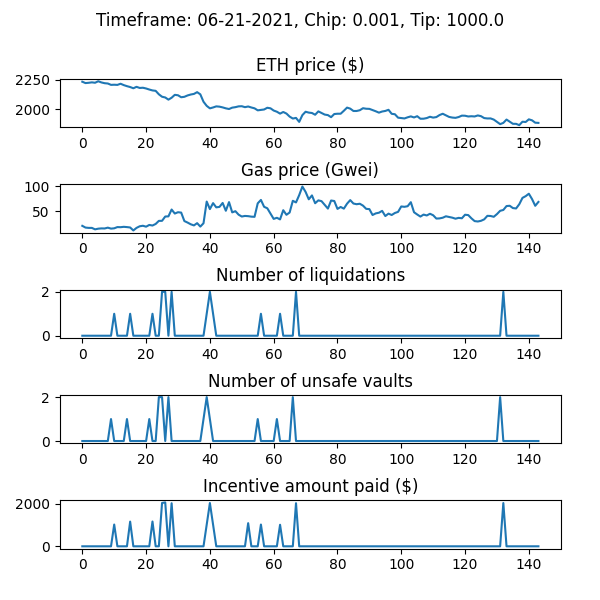 Timeframe: 06-21-2021, Chip: 0.001, Tip: 1000.0
ETH price ($)
2250
2000
0 20 40 60 80 100 120 140
Gas price (Gwei)
100
50
0 20 40 60 80 100 120 140
Number of liquidations
2
0
0 20 40 60 80 100 120 140
Number of unsafe vaults
2
0
0 20 40 60 80 100 120 140
Incentive amount paid ($)
2000
0
0 20 40 60 80 100 120 140